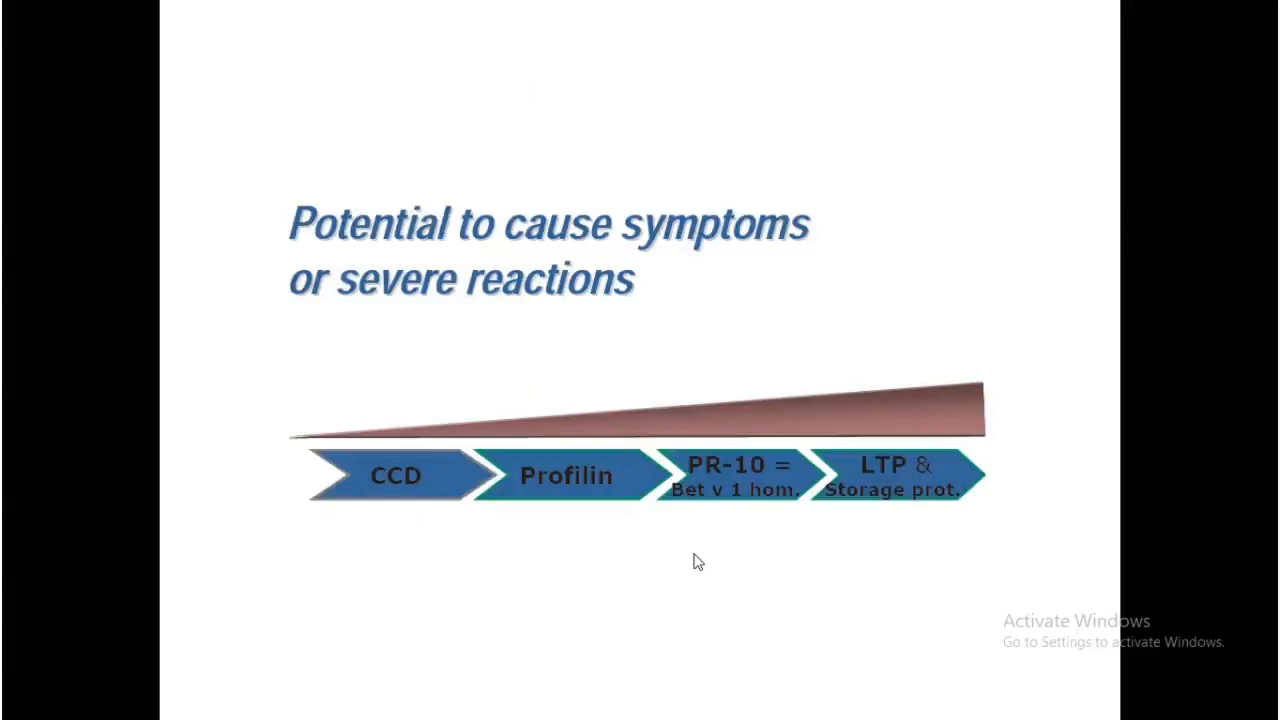 Potential to cause symptoms
or severe reactions
CCD
Profilin
PR-10 =
Bet v 1 hom.
LTP &
Storage prot.
Activate Windows
Go to Settings to activate Windows.